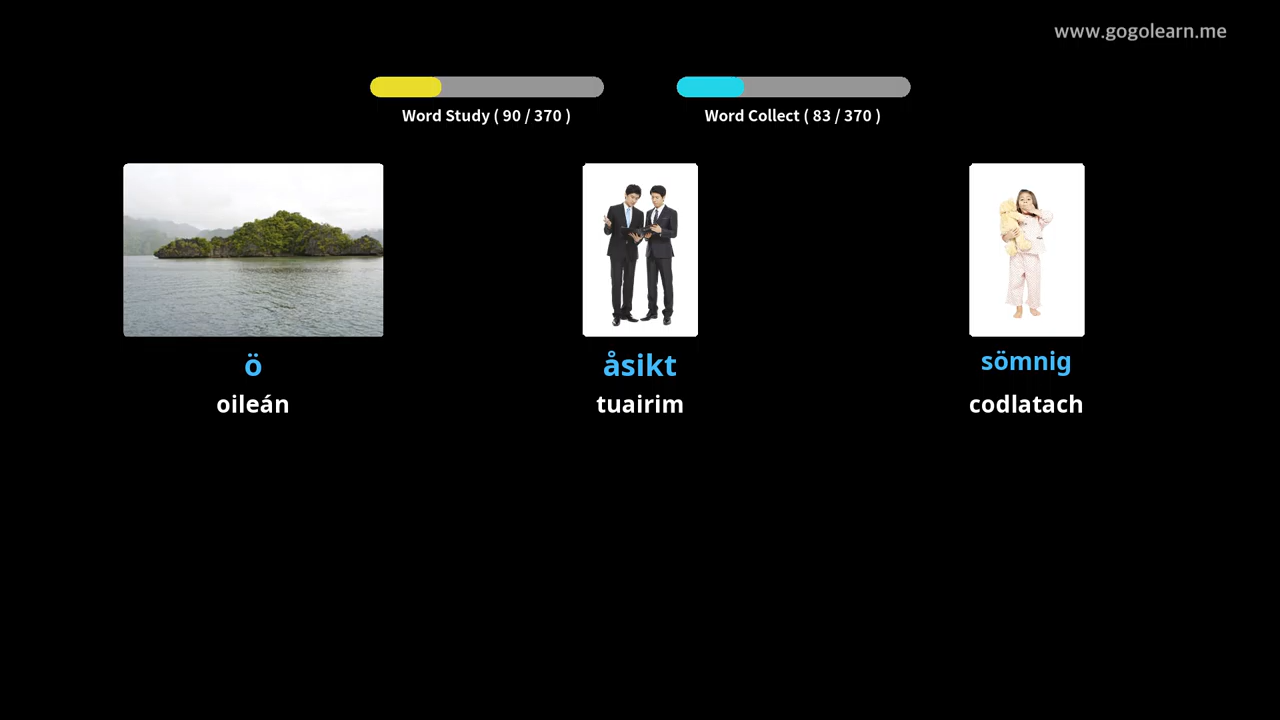 www.gogolearn.me
Word Study ( 90 / 370 )
Word Collect ( 83 / 370 )
ö
oileán
åsikt
tuairim
sömnig
codlatach